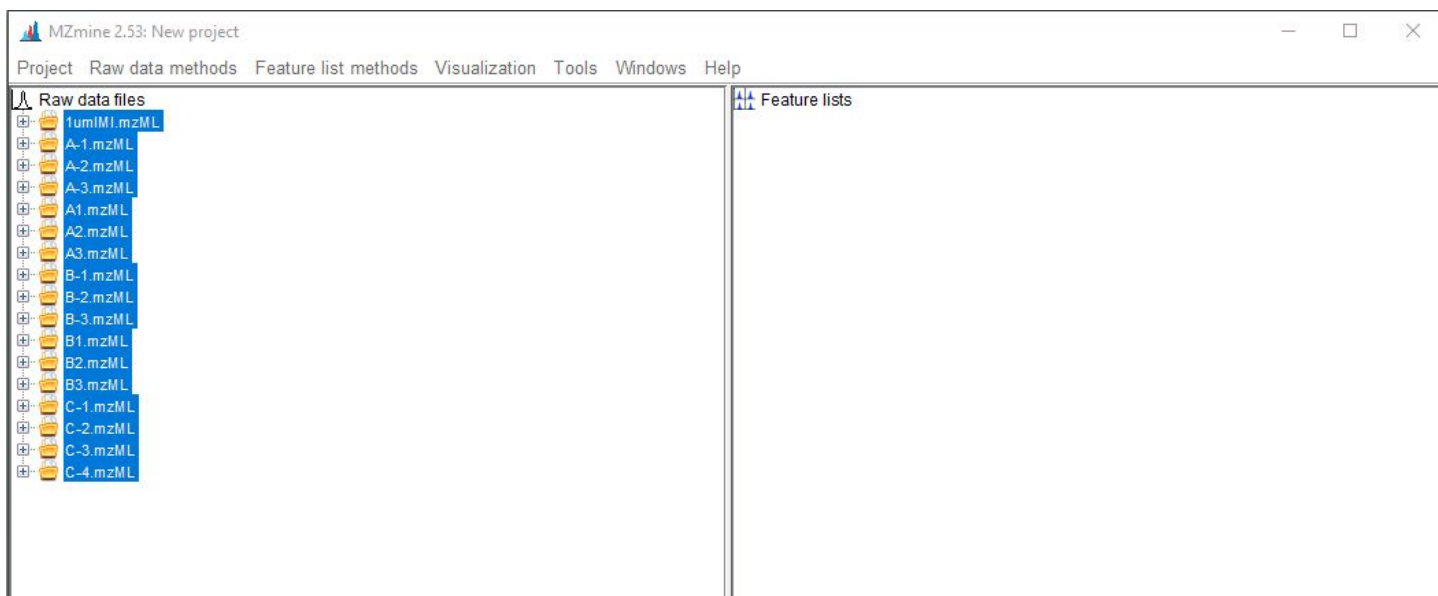 MZmine 2.53: New project
Project Raw data methods Feature list methods Visualization Tools Windows Help
Raw data files
1umIMI.mzML
A-1.mzML
A-2.mzML
A-3.mzML
A1.mzML
A2.mzML
A3.mzML
B-1.mzML
B-2.mzML
B-3.mzML
B1.mzML
B2.mzML
B3.mzML
C-1.mzML
C-2.mzML
C-3.mzML
C-4.mzML
Feature lists